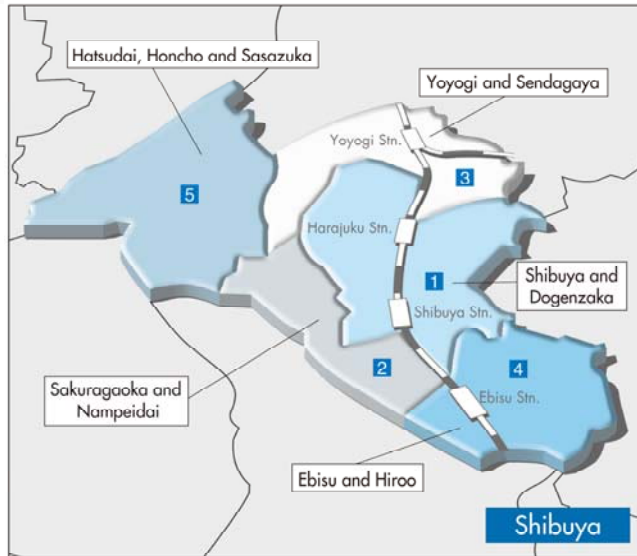 Hatsudai, Honcho and Sasazuka
Yoyogi and Sendagaya
Yoyogi Stn.
3
5
Harajuku Stn.
1
Shibuya and
Dogenzaka
Shibuya Stn.
2
4
Sakuragaoka and
Nampeidai
Ebisu Stn.
Ebisu and Hiroo
Shibuya